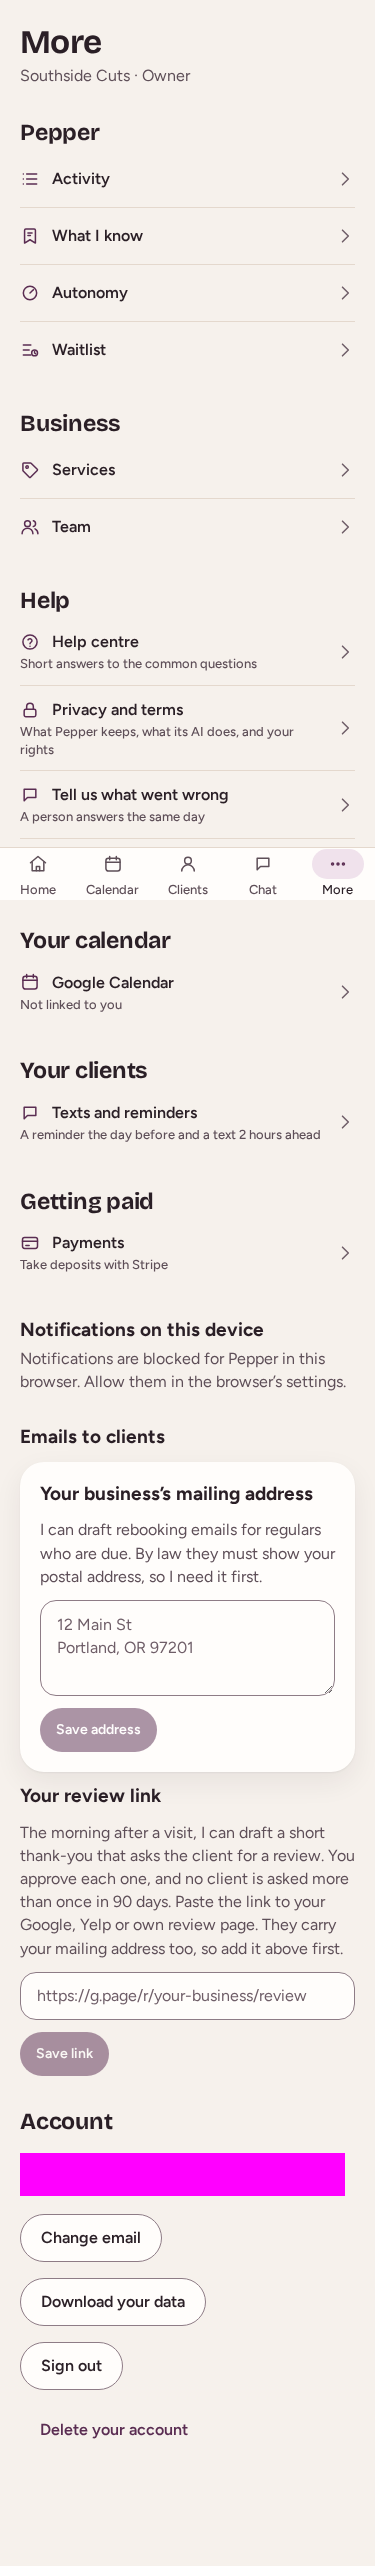 More
Southside Cuts · Owner
Pepper
Activity
What I know
Autonomy
Waitlist
Business
Services
Team
Help
Help centre
Short answers to the common questions
Privacy and terms
What Pepper keeps, what its AI does, and your
rights
Tell us what went wrong
A person answers the same day
Home
Calendar
Clients
Chat
More
Your calendar
Google Calendar
Not linked to you
Your clients
Texts and reminders
A reminder the day before and a text 2 hours ahead
Getting paid
Payments
Take deposits with Stripe
Notifications on this device
Notifications are blocked for Pepper in this
browser. Allow them in the browser’s settings.
Emails to clients
Your business’s mailing address
I can draft rebooking emails for regulars
who are due. By law they must show your
postal address, so I need it first.
12 Main St
Portland, OR 97201
Save address
Your review link
The morning after a visit, I can draft a short
thank-you that asks the client for a review. You
approve each one, and no client is asked more
than once in 90 days. Paste the link to your
Google, Yelp or own review page. They carry
your mailing address too, so add it above first.
https://g.page/r/your-business/review
Save link
Account
Change email
Download your data
Sign out
Delete your account